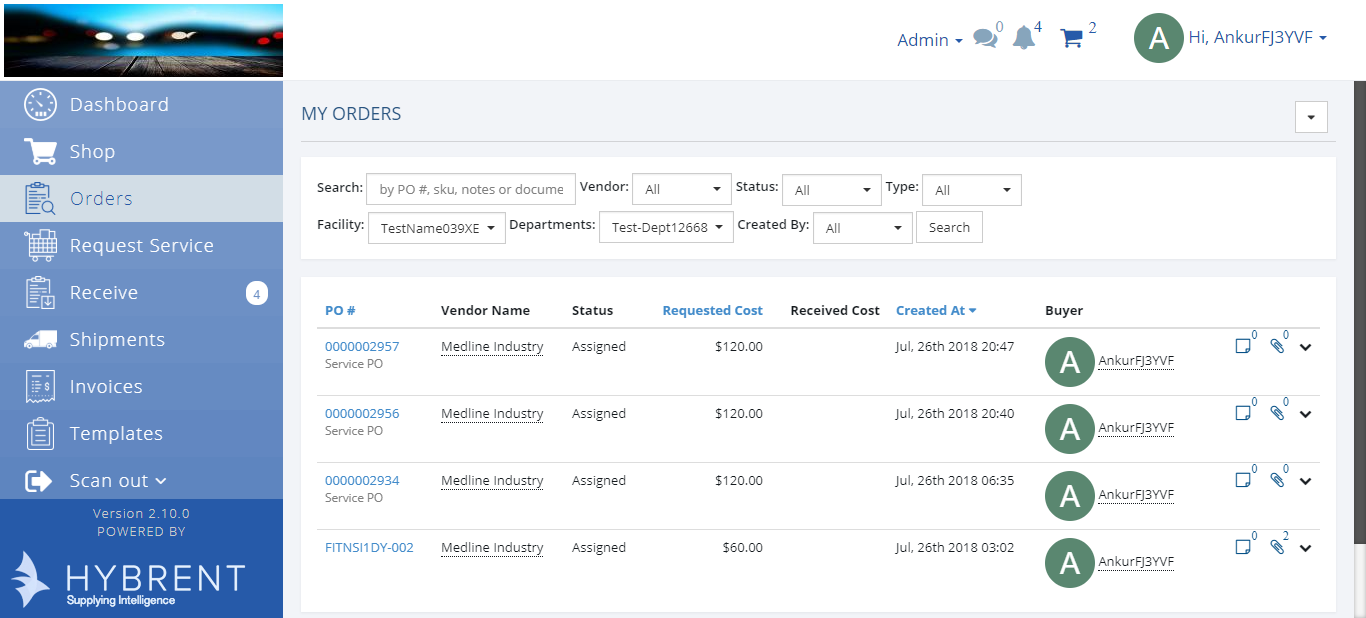 Admin 0 4 2 A Hi, AnkurFJ3YVF
Dashboard
Shop
Orders
Request Service
Receive 4
Shipments
Invoices
Templates
Scan out
Version 2.10.0
POWERED BY
HYBRENT
Supplying Intelligence
MY ORDERS
Search: by PO #, sku, notes or docume Vendor: All Status: All Type: All
Facility: TestName039XE Departments: Test-Dept12668 Created By: All Search
PO # Vendor Name Status Requested Cost Received Cost Created At Buyer
0000002957 Medline Industry Assigned $120.00 Jul, 26th 2018 20:47 A AnkurFJ3YVF 0 0
Service PO
0000002956 Medline Industry Assigned $120.00 Jul, 26th 2018 20:40 A AnkurFJ3YVF 0 0
Service PO
0000002934 Medline Industry Assigned $120.00 Jul, 26th 2018 06:35 A AnkurFJ3YVF 0 0
Service PO
FITNSI1DY-002 Medline Industry Assigned $60.00 Jul, 26th 2018 03:02 A AnkurFJ3YVF 0 2